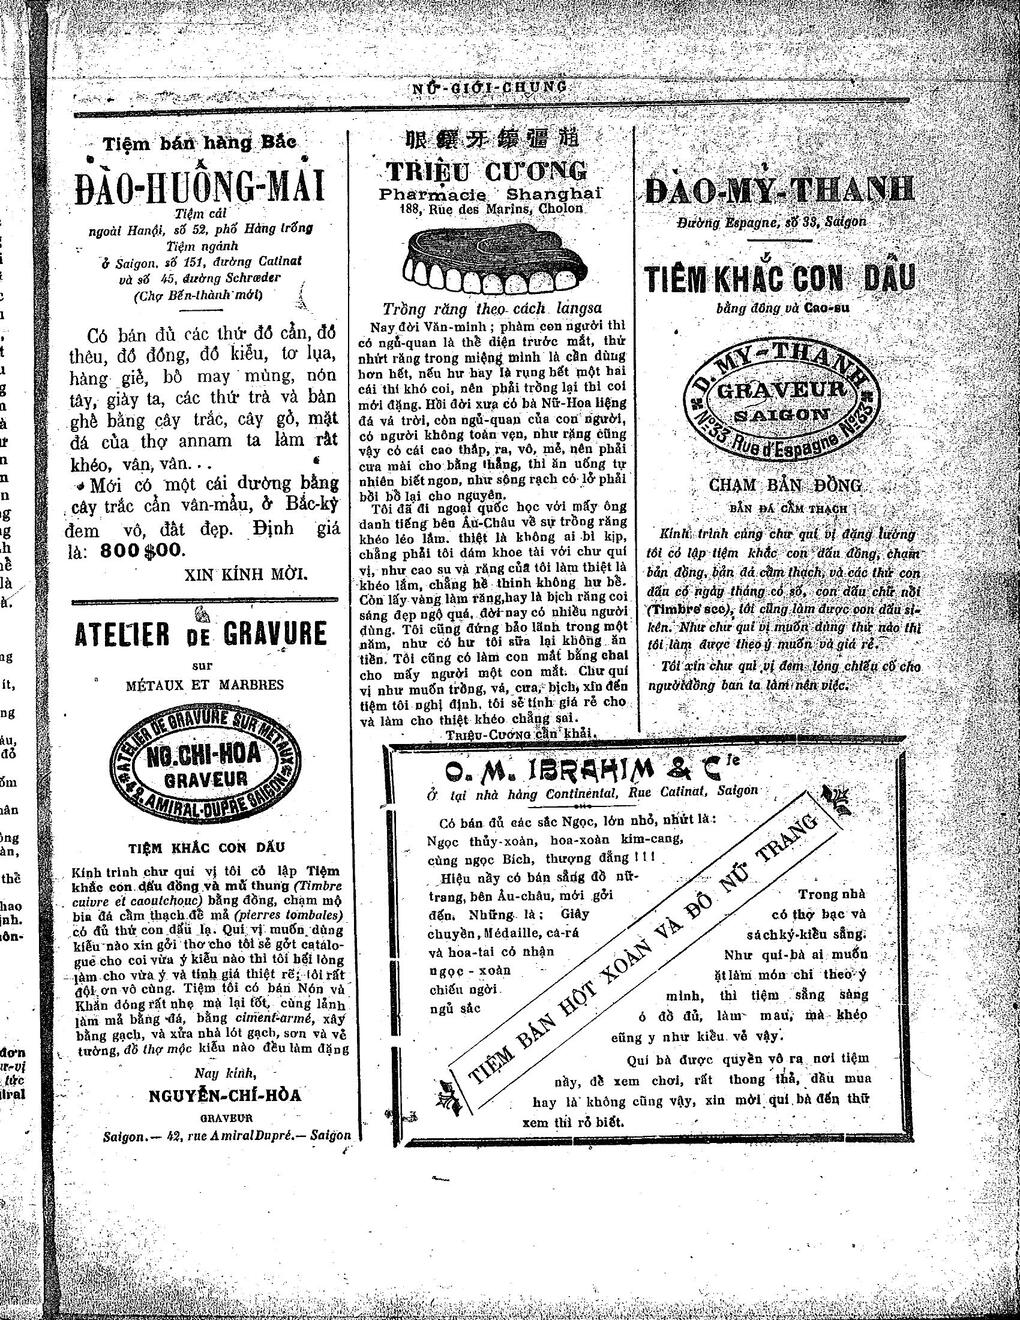 NỮ-GIỚI-CHUNG
Tiệm bán hàng Bắc
ĐÀO-HUỐNG-MAI
Tiệm cái
ngoài Hanội, số 52, phố Hàng trống
Tiệm ngánh
ở Saigon, số 151, đường Catinat
và số 45, đường Schrœder
(Chợ Bến-thành mới)
Có bán đủ các thứ đồ cẩn, đồ
thêu, đồ đồng, đồ kiểu, tơ lụa,
hàng giẻ, bô may mùng, nón
tây, giày ta, các thứ trà và bàn
ghế bằng cây trắc, cây gỏ, mặt
đá của thợ annam ta làm rất
khéo, vân, vân...
Mới có một cái dường bằng
cây trắc cẩn vân-mẫu, ở Bắc-kỳ
đem vô, đặt đẹp. Định giá
là: 800$00.
XIN KÍNH MỜI.
ATELIER DE GRAVURE
sur
MÉTAUX ET MARBRES
ATELIER DE GRAVURE SUR METAUX
NG.CHI-HOA
GRAVEUR
42, AMIRAL-DUPRÉ SAIGON
TIỆM KHẮC CON DẤU
Kính trình chư quí vị tôi có lập Tiệm
khắc con dấu đồng và mủ thung (Timbre
cuivre et caoutchouc) bằng đồng, chạm mộ
bia đá cẩm thạch đề mả (pierres tombales)
có đủ thứ con dấu lạ. Quí vị muốn dùng
kiểu nào xin gởi thơ cho tôi sẽ gởi catalo-
gue cho coi vừa ý kiểu nào thì tôi hết lòng
làm cho vừa ý và tính giá thiệt rẽ; tôi rất
đội ơn vô cùng. Tiệm tôi có bán Nón và
Khăn đóng rất nhẹ mà lại tốt, cùng lảnh
làm mả bằng đá, bằng ciment-armé, xây
bằng gạch, và xửa nhà lót gạch, sơn và vẽ
tường, đồ thợ mộc kiểu nào đều làm đặng
Nay kính,
NGUYỄN-CHÍ-HÒA
GRAVEUR
Saigon.— 42, rue Amiral Dupré.— Saigon
眼鑲牙鑲疆趙
TRIỆU CƯƠNG
Pharmacie Shanghai
188, Rue des Marins, Cholon
Trồng răng theo cách langsa
Nay đời Văn-minh; phàm con người thì
có ngủ-quan là thể diện trước mắt, thứ
nhứt răng trong miệng mình là cần dùng
hơn hết, nếu hư hay là rụng hết một hai
cái thì khó coi, nên phải trồng lại thì coi
mới đặng. Hồi đời xưa có bà Nữ-Hoa liệng
đá vá trời, còn ngủ-quan của con người,
có người không toàn vẹn, như rặng cũng
vậy có cái cao thấp, ra, vô, mẻ, nên phải
cưa mài cho bằng thẳng, thì ăn uống tự
nhiên biết ngon, như sông rạch có lở phải
bồi bổ lại cho nguyên.
Tôi đã đi ngoại quốc học với mấy ông
danh tiếng bên Âu-Châu về sự trồng răng
khéo léo lắm. thiệt là không ai bì kịp,
chẳng phải tôi dám khoe tài với chư quí
vị, như cao su và răng của tôi làm thiệt là
khéo lắm, chẳng hề thinh không hư bể.
Còn lấy vàng làm răng, hay là bịch răng coi
sáng đẹp ngộ quá, đời nay có nhiều người
dùng. Tôi cũng đứng bảo lãnh trong một
năm, như có hư tôi sữa lại không ăn
tiền. Tôi cũng có làm con mắt bằng chai
cho mấy người một con mắt. Chư quí
vị như muốn trồng, vá, cưa, bịch, xin đến
tiệm tôi nghị định, tôi sẽ tính giá rẻ cho
và làm cho thiệt khéo chẳng sai.
TRIỆU-CƯƠNG cẩn khải.
ĐÀO-MỸ-THANH
Đường Espagne, số 33, Saigon
TIÊM KHẮC CON DẤU
bằng đồng và Cao-su
D. MY-THANH
GRAVEUR
SAIGON
Nº33 Rue d'Espagne Nº33
CHẠM BẢN ĐỒNG
BẢN ĐÁ CẨM THẠCH
Kính trình cùng chư quí vị đặng tường
tôi có lập tiệm khắc con dấu đồng, chạm
bản đồng, bản đá cẩm thạch, và các thứ con
dấu có ngày tháng có số, con dấu chữ nổi
(Timbre sec), tôi cũng làm được con dấu si-
kên. Như chư quí vị muốn dùng thứ nào thì
tôi làm được theo ý muốn và giá rẻ.
Tôi xin chư quí vị đem lòng chiếu cố cho
người đồng ban ta làm nên việc.
O. M. IBRAHIM & Cie
Ở tại nhà hàng Continental, Rue Catinat, Saigon
Có bán đủ các sắc Ngọc, lớn nhỏ, nhứt là:
Ngọc thủy-xoàn, hoa-xoàn kim-cang,
cùng ngọc Bích, thượng đẳng!!!
Hiệu nầy có bán sẳng đồ nữ-
trang, bên Âu-châu, mới gởi
đến. Những là; Giây
chuyền, Médaille, cà-rá
và hoa-tai có nhận
ngọc - xoàn
chiếu ngời
ngũ sắc
TIỆM BÁN HỘT XOÀN VÀ ĐỒ NỮ TRANG
Trong nhà
có thợ bạc và
sách ký-kiểu sẳng.
Như quí-bà ai muốn
đặt làm món chi theo ý
mình, thì tiệm sẳng sàng
có đồ đủ, làm mau, mà khéo
cũng y như kiểu vẽ vậy.
Quí bà được quyền vô ra nơi tiệm
nầy, đề xem chơi, rất thong thả, dầu mua
hay là không cũng vậy, xin mời quí bà đến thử
xem thì rỏ biết.